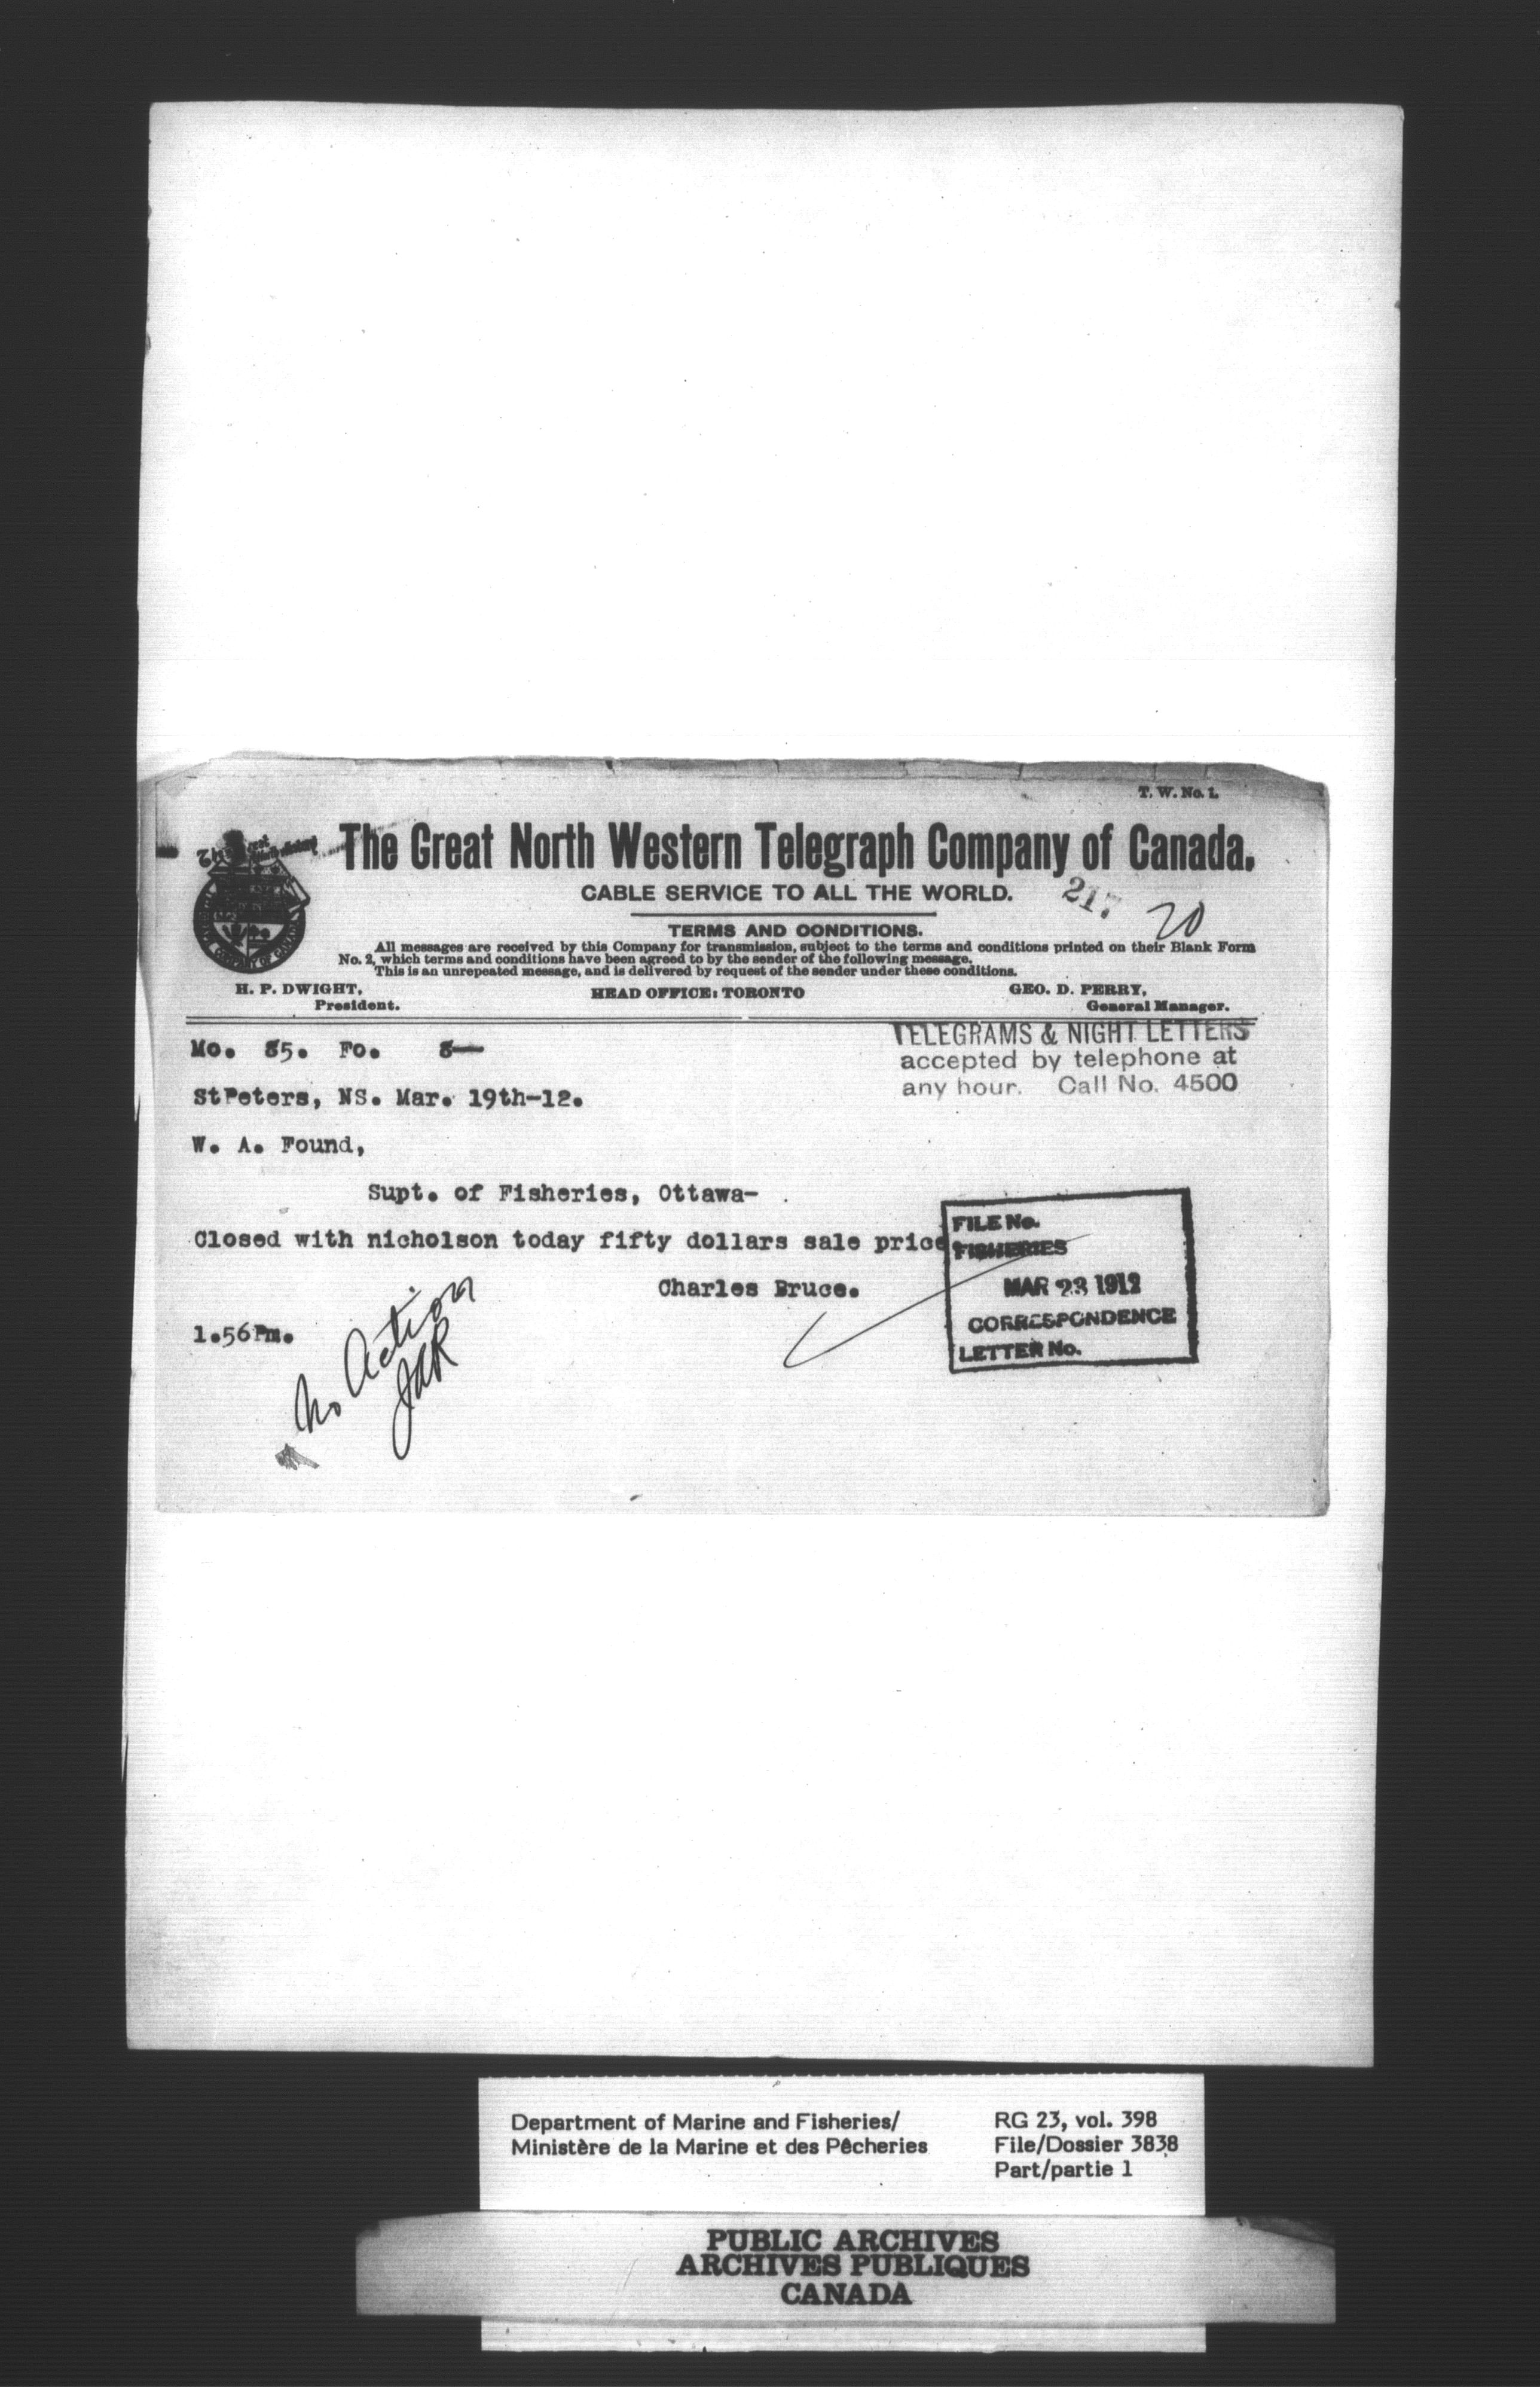 T. W. No. 1.
The Great North Western Telegraph Company of Canada.
CABLE SERVICE TO ALL THE WORLD.
217
20
TERMS AND CONDITIONS.
All messages are received by this Company for transmission, subject to the terms and conditions printed on their Blank Form
No. 2, which terms and conditions have been agreed to by the sender of the following message.
This is an unrepeated message, and is delivered by request of the sender under these conditions.
H. P. DWIGHT,
President.
HEAD OFFICE: TORONTO
GEO. D. PERRY,
General Manager.
TELEGRAMS & NIGHT LETTERS
accepted by telephone at
any hour. Call No. 4500
Mo. 85. Fo. 8—
StPeters, NS. Mar. 19th-12.
W. A. Found,
Supt. of Fisheries, Ottawa-
Closed with nicholson today fifty dollars sale price
Charles Bruce.
1.56Pm.
No Action
FILE No.
FISHERIES
MAR 23 1912
CORRESPONDENCE
LETTER No.
Department of Marine and Fisheries/
Ministère de la Marine et des Pêcheries
RG 23, vol. 398
File/Dossier 3838
Part/partie 1
PUBLIC ARCHIVES
ARCHIVES PUBLIQUES
CANADA